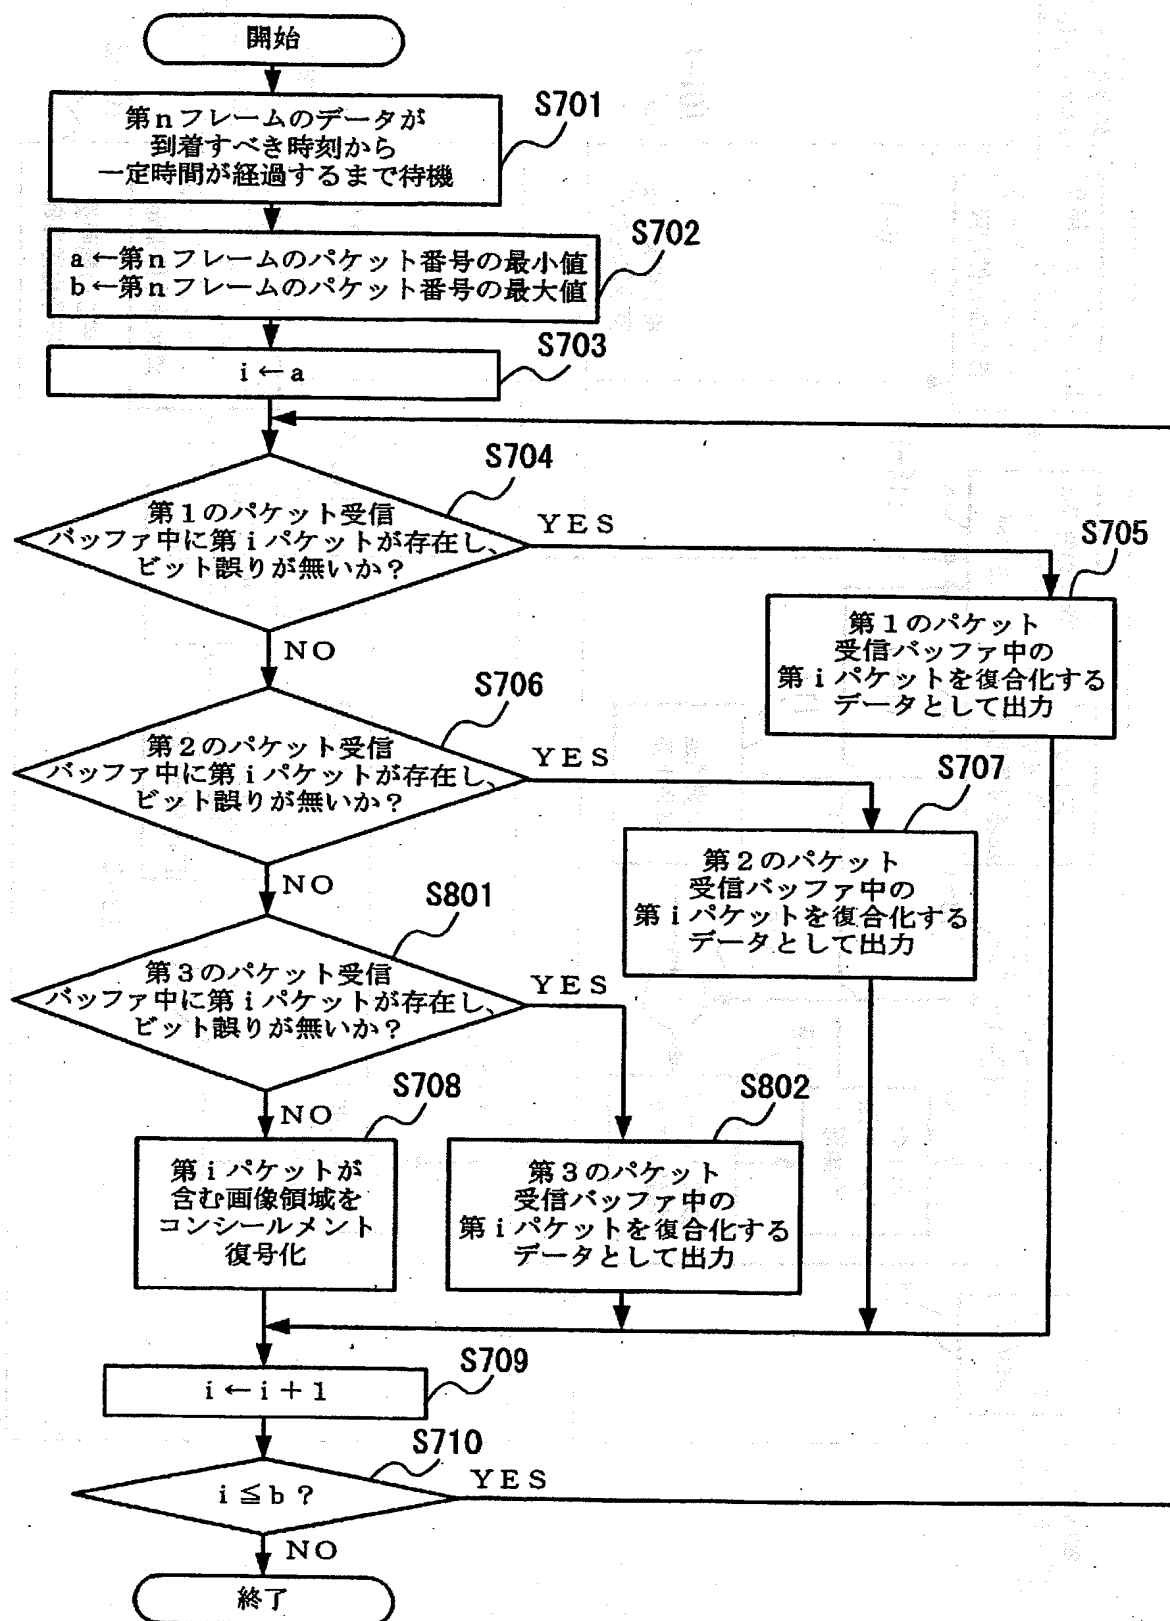 開始
S701
第nフレームのデータが
到着すべき時刻から
一定時間が経過するまで待機
S702
a←第nフレームのパケット番号の最小値
b←第nフレームのパケット番号の最大値
S703
i←a
S704
第1のパケット受信
バッファ中に第iパケットが存在し、
ビット誤りが無いか?
YES
NO
S705
第1のパケット
受信バッファ中の
第iパケットを復合化する
データとして出力
S706
第2のパケット受信
バッファ中に第iパケットが存在し、
ビット誤りが無いか?
YES
NO
S707
第2のパケット
受信バッファ中の
第iパケットを復合化する
データとして出力
S801
第3のパケット受信
バッファ中に第iパケットが存在し、
ビット誤りが無いか?
YES
NO
S708
第iパケットが
含む画像領域を
コンシールメント
復号化
S802
第3のパケット
受信バッファ中の
第iパケットを復合化する
データとして出力
S709
i←i+1
S710
i≦b?
YES
NO
終了